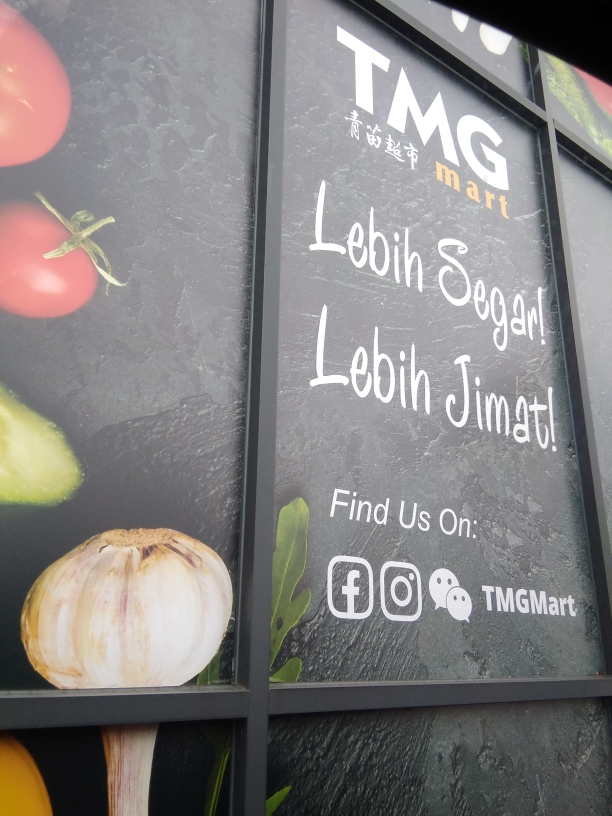 TMG
青苗超市
mart
Lebih Segar!
Lebih Jimat!
Find Us On:
TMGMart